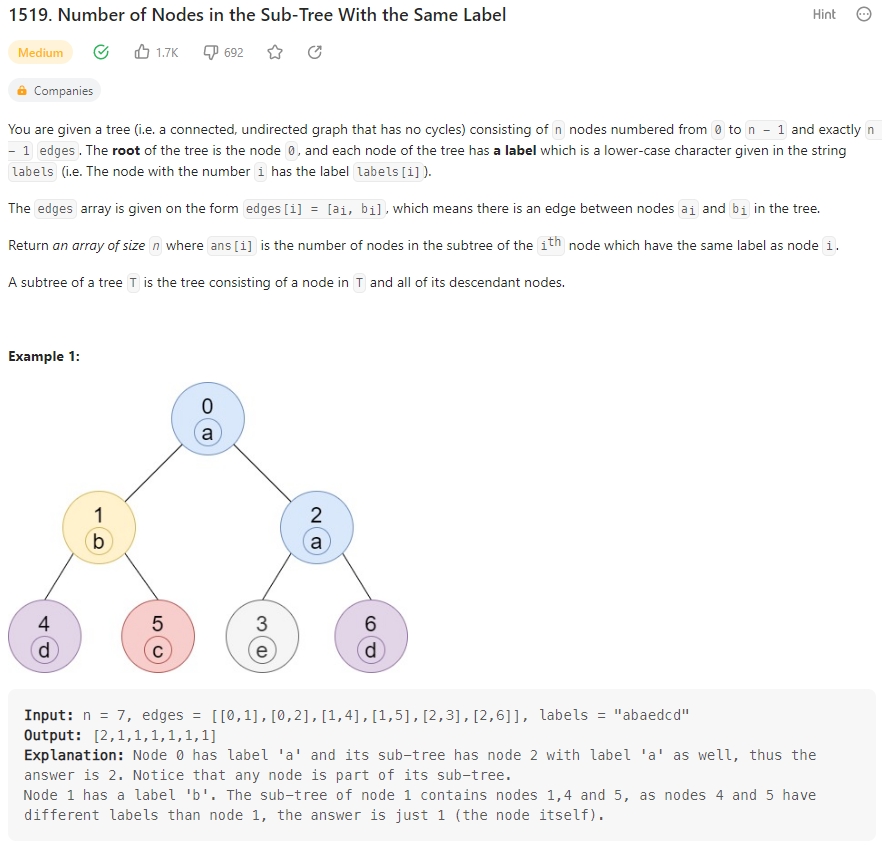 1519. Number of Nodes in the Sub-Tree With the Same Label
Hint
Medium 1.7K 692
Companies
You are given a tree (i.e. a connected, undirected graph that has no cycles) consisting of n nodes numbered from 0 to n - 1 and exactly n
- 1 edges. The root of the tree is the node 0, and each node of the tree has a label which is a lower-case character given in the string
labels (i.e. The node with the number i has the label labels[i]).
The edges array is given on the form edges[i] = [ai, bi], which means there is an edge between nodes ai and bi in the tree.
Return an array of size n where ans[i] is the number of nodes in the subtree of the ith node which have the same label as node i.
A subtree of a tree T is the tree consisting of a node in T and all of its descendant nodes.
Example 1:
0
a
1 2
b a
4 5 3 6
d c e d
Input: n = 7, edges = [[0,1],[0,2],[1,4],[1,5],[2,3],[2,6]], labels = "abaedcd"
Output: [2,1,1,1,1,1,1]
Explanation: Node 0 has label 'a' and its sub-tree has node 2 with label 'a' as well, thus the
answer is 2. Notice that any node is part of its sub-tree.
Node 1 has a label 'b'. The sub-tree of node 1 contains nodes 1,4 and 5, as nodes 4 and 5 have
different labels than node 1, the answer is just 1 (the node itself).